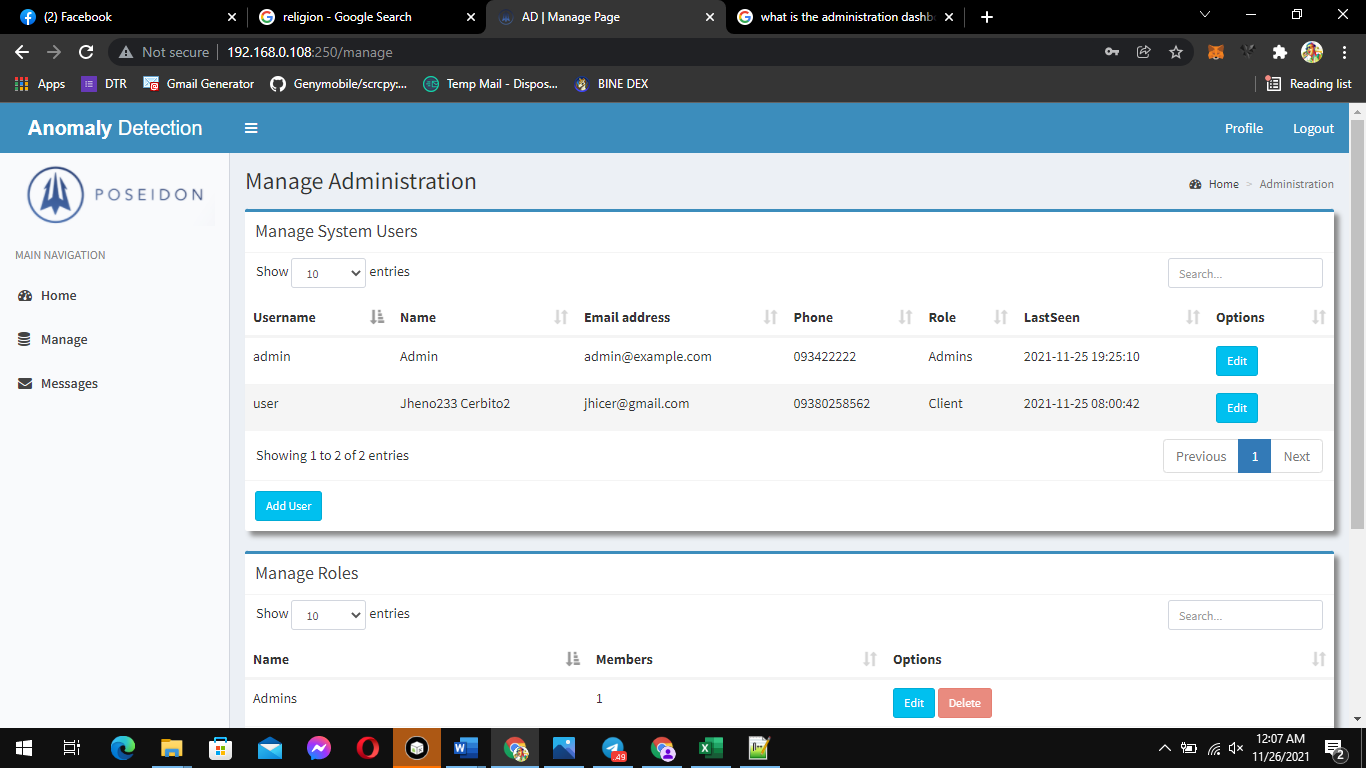 (2) Facebook
religion - Google Search
AD | Manage Page
what is the administration dashb
Not secure
192.168.0.108:250/manage
Apps
DTR
Gmail Generator
Genymobile/scrcpy:...
Temp Mail - Dispos...
BINE DEX
Reading list
Anomaly Detection
Profile
Logout
POSEIDON
MAIN NAVIGATION
Home
Manage
Messages
Manage Administration
Home > Administration
Manage System Users
Show 10 entries
Search...
Username Name Email address Phone Role LastSeen Options
admin Admin admin@example.com 093422222 Admins 2021-11-25 19:25:10 Edit
user Jheno233 Cerbito2 jhicer@gmail.com 09380258562 Client 2021-11-25 08:00:42 Edit
Showing 1 to 2 of 2 entries
Previous 1 Next
Add User
Manage Roles
Show 10 entries
Search...
Name Members Options
Admins 1 Edit Delete
.49
12:07 AM
11/26/2021
2